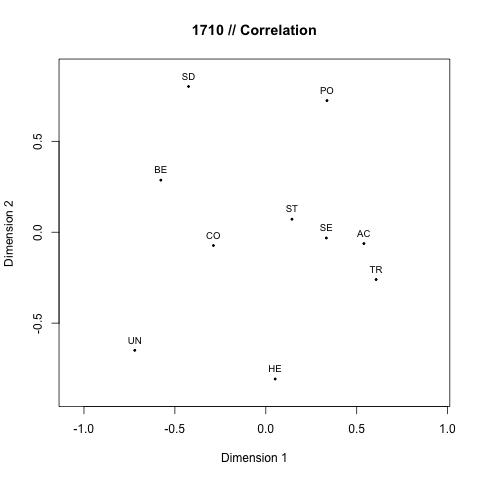 1710 // Correlation
SD
PO
0.5
BE
ST
SE
AC
CO
0.0
Dimension 2
TR
-0.5
UN
HE
-1.0 -0.5 0.0 0.5 1.0
Dimension 1